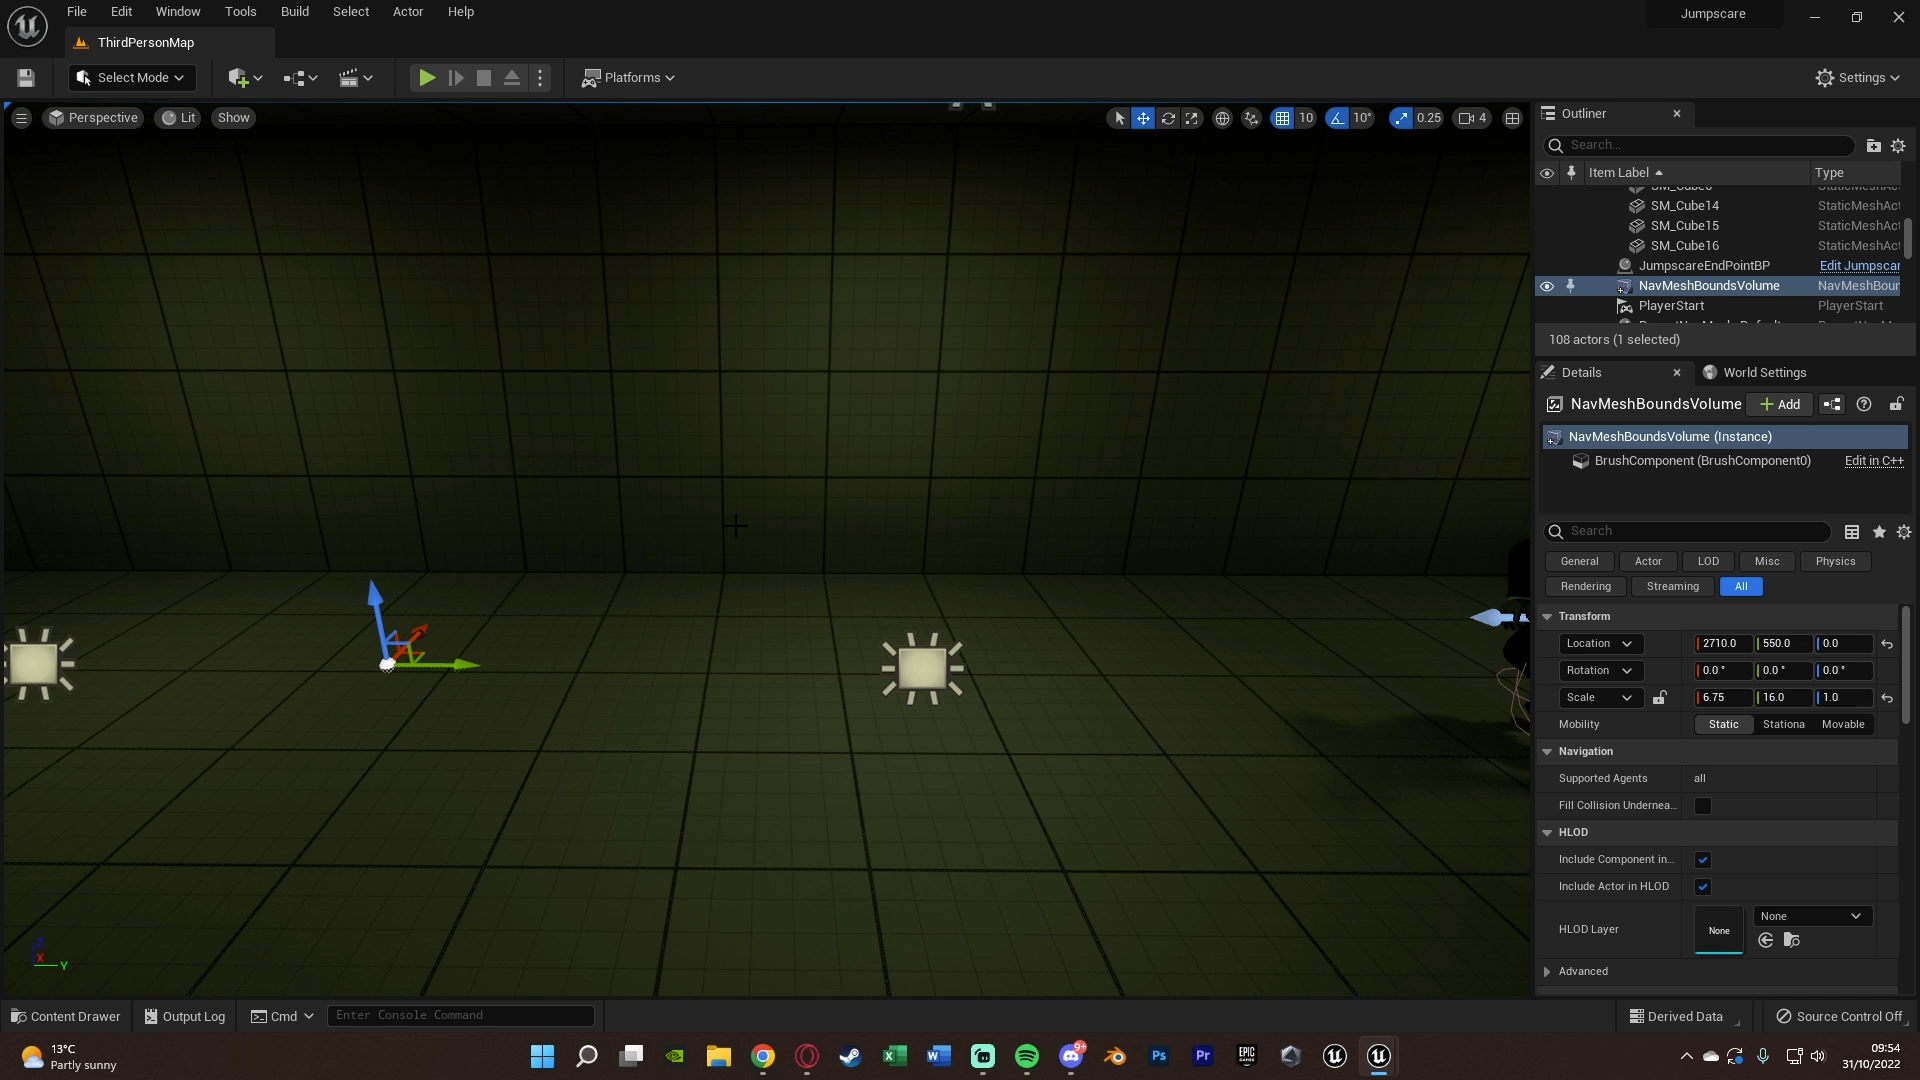 File Edit Window Tools Build Select Actor Help
Jumpscare
ThirdPersonMap
Select Mode
Platforms
Settings
Perspective Lit Show
10 10° 0.25 4
Outliner
Search...
Item Label Type
SM_Cube14 StaticMeshAct
SM_Cube15 StaticMeshAct
SM_Cube16 StaticMeshAct
JumpscareEndPointBP Edit Jumpscar
NavMeshBoundsVolume NavMeshBour
PlayerStart PlayerStart
108 actors (1 selected)
Details World Settings
NavMeshBoundsVolume Add
NavMeshBoundsVolume (Instance)
BrushComponent (BrushComponent0) Edit in C++
Search
General Actor LOD Misc Physics
Rendering Streaming All
Transform
Location 2710.0 550.0 0.0
Rotation 0.0 ° 0.0 ° 0.0 °
Scale 6.75 16.0 1.0
Mobility Static Stationa Movable
Navigation
Supported Agents all
Fill Collision Undernea...
HLOD
Include Component in...
Include Actor in HLOD
HLOD Layer None None
Advanced
Z
X Y
Content Drawer Output Log Cmd Enter Console Command
Derived Data Source Control Off
13°C
Partly sunny
9+
Ps Pr EPIC GAMES
09:54
31/10/2022